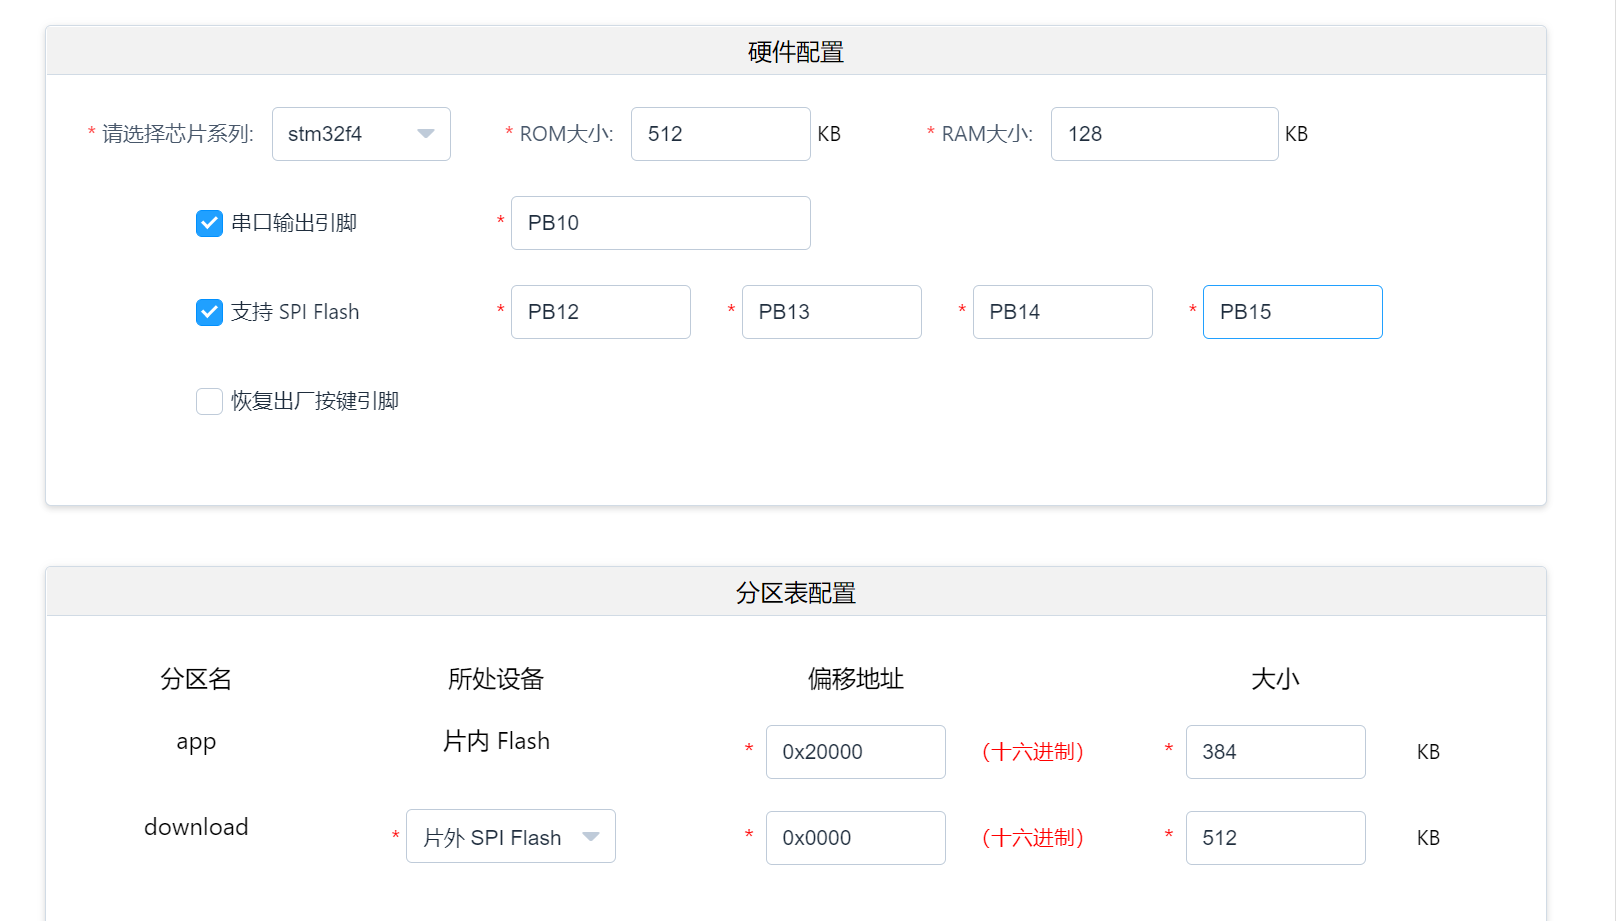 硬件配置
* 请选择芯片系列: stm32f4 * ROM大小: 512 KB * RAM大小: 128 KB
串口输出引脚 * PB10
支持 SPI Flash * PB12 * PB13 * PB14 * PB15
恢复出厂按键引脚
分区表配置
分区名 所处设备 偏移地址 大小
app 片内 Flash * 0x20000 (十六进制) * 384 KB
download * 片外 SPI Flash * 0x0000 (十六进制) * 512 KB